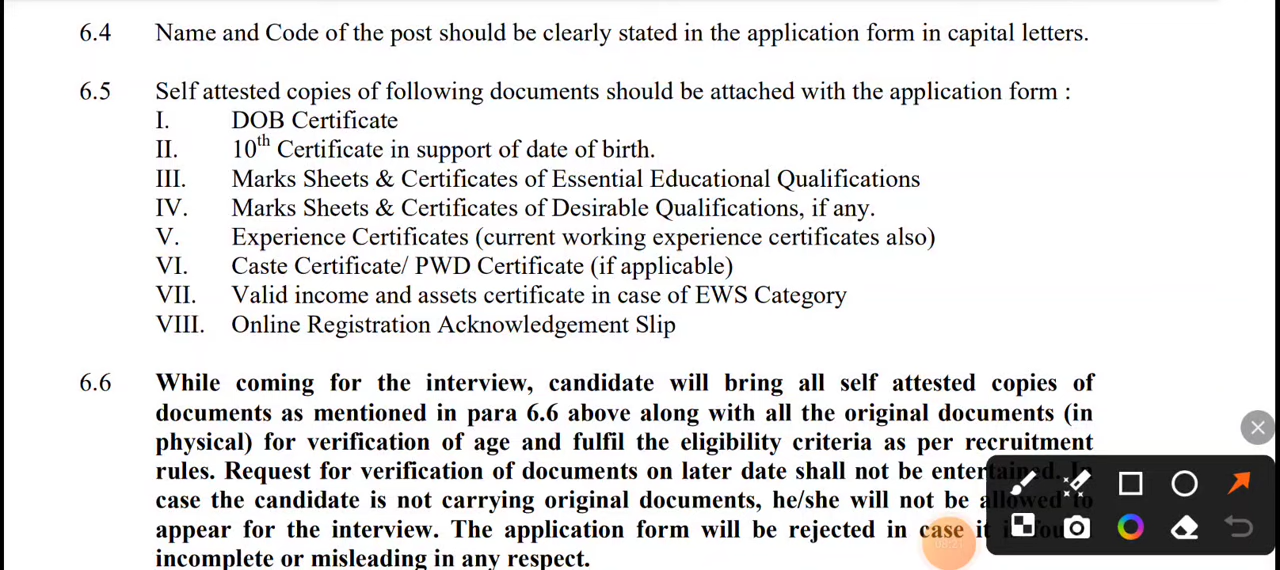 6.4 Name and Code of the post should be clearly stated in the application form in capital letters.
6.5 Self attested copies of following documents should be attached with the application form :
I. DOB Certificate
II. 10th Certificate in support of date of birth.
III. Marks Sheets & Certificates of Essential Educational Qualifications
IV. Marks Sheets & Certificates of Desirable Qualifications, if any.
V. Experience Certificates (current working experience certificates also)
VI. Caste Certificate/ PWD Certificate (if applicable)
VII. Valid income and assets certificate in case of EWS Category
VIII. Online Registration Acknowledgement Slip
6.6 While coming for the interview, candidate will bring all self attested copies of
documents as mentioned in para 6.6 above along with all the original documents (in
physical) for verification of age and fulfil the eligibility criteria as per recruitment
rules. Request for verification of documents on later date shall not be entertained. In
case the candidate is not carrying original documents, he/she will not be allowed to
appear for the interview. The application form will be rejected in case it
incomplete or misleading in any respect.